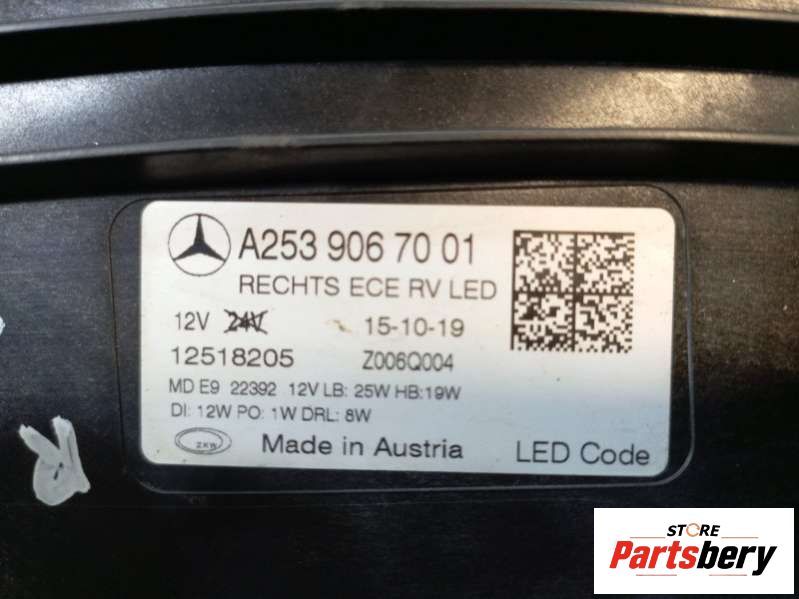 A253 906 70 01
RECHTS ECE RV LED
12V 24V 15-10-19
12518205 Z006Q004
MD E9 22392 12V LB: 25W HB:19W
DI: 12W PO: 1W DRL: 8W
ZKW Made in Austria LED Code
R
STORE
Partsbery